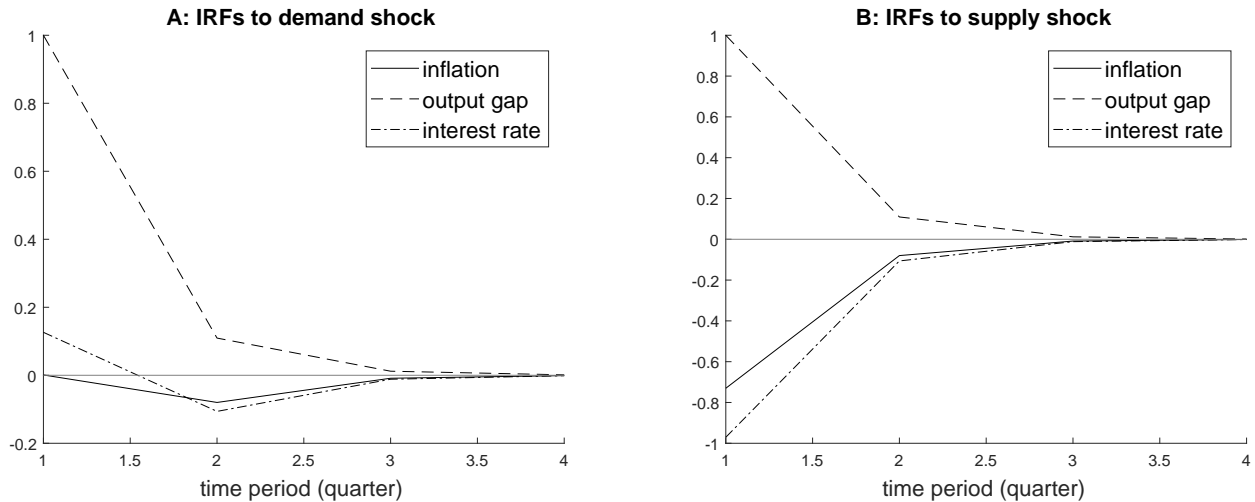 A: IRFs to demand shock
1
0.8
0.6
0.4
0.2
0
-0.2
1 1.5 2 2.5 3 3.5 4
time period (quarter)
inflation
output gap
interest rate
B: IRFs to supply shock
1
0.8
0.6
0.4
0.2
0
-0.2
-0.4
-0.6
-0.8
-1
1 1.5 2 2.5 3 3.5 4
time period (quarter)
inflation
output gap
interest rate